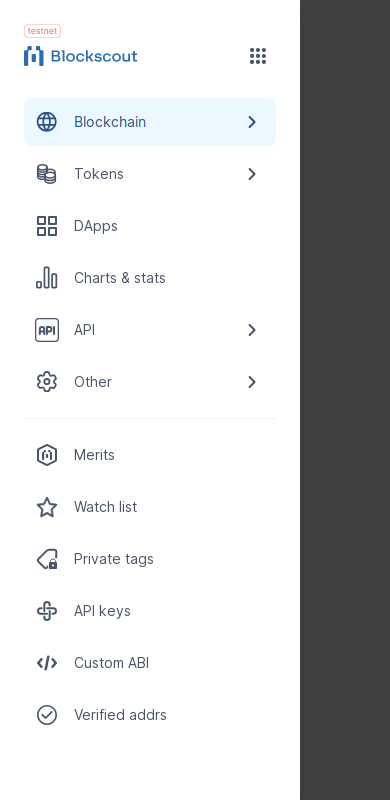 testnet
Blockscout
Blockchain
Tokens
DApps
Charts & stats
API
API
Other
Merits
Watch list
Private tags
API keys
Custom ABI
Verified addrs